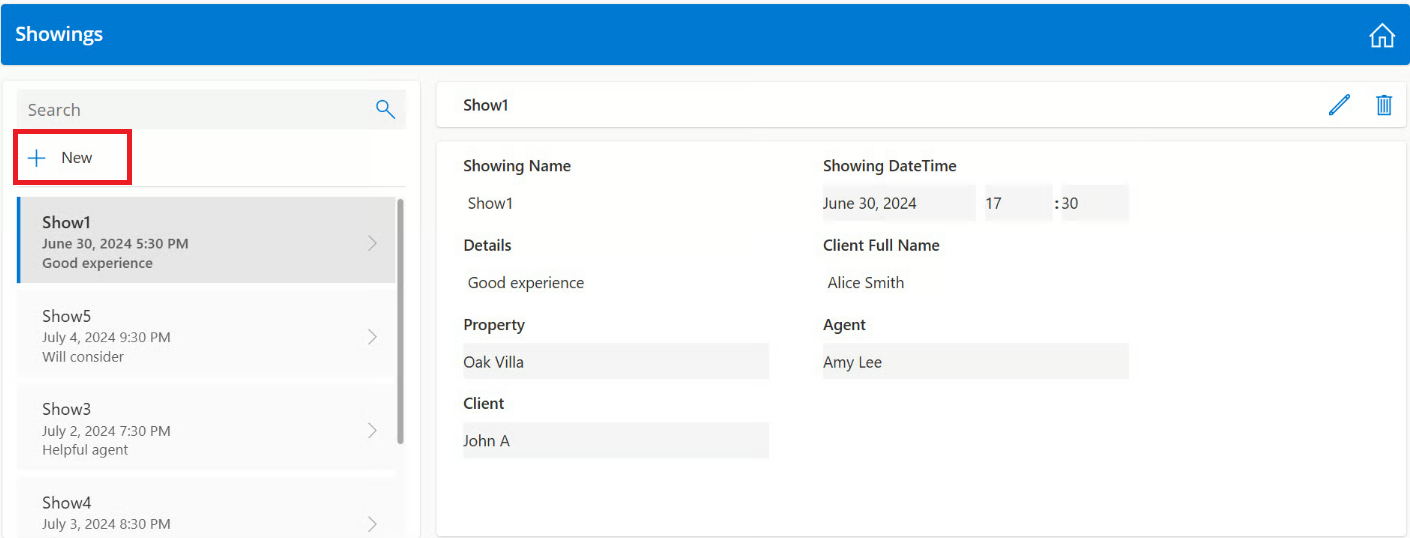 Showings
Search
New
Show1
June 30, 2024 5:30 PM
Good experience
Show5
July 4, 2024 9:30 PM
Will consider
Show3
July 2, 2024 7:30 PM
Helpful agent
Show4
July 3, 2024 8:30 PM
Show1
Showing Name
Show1
Showing DateTime
June 30, 2024 17 : 30
Details
Good experience
Client Full Name
Alice Smith
Property
Oak Villa
Agent
Amy Lee
Client
John A